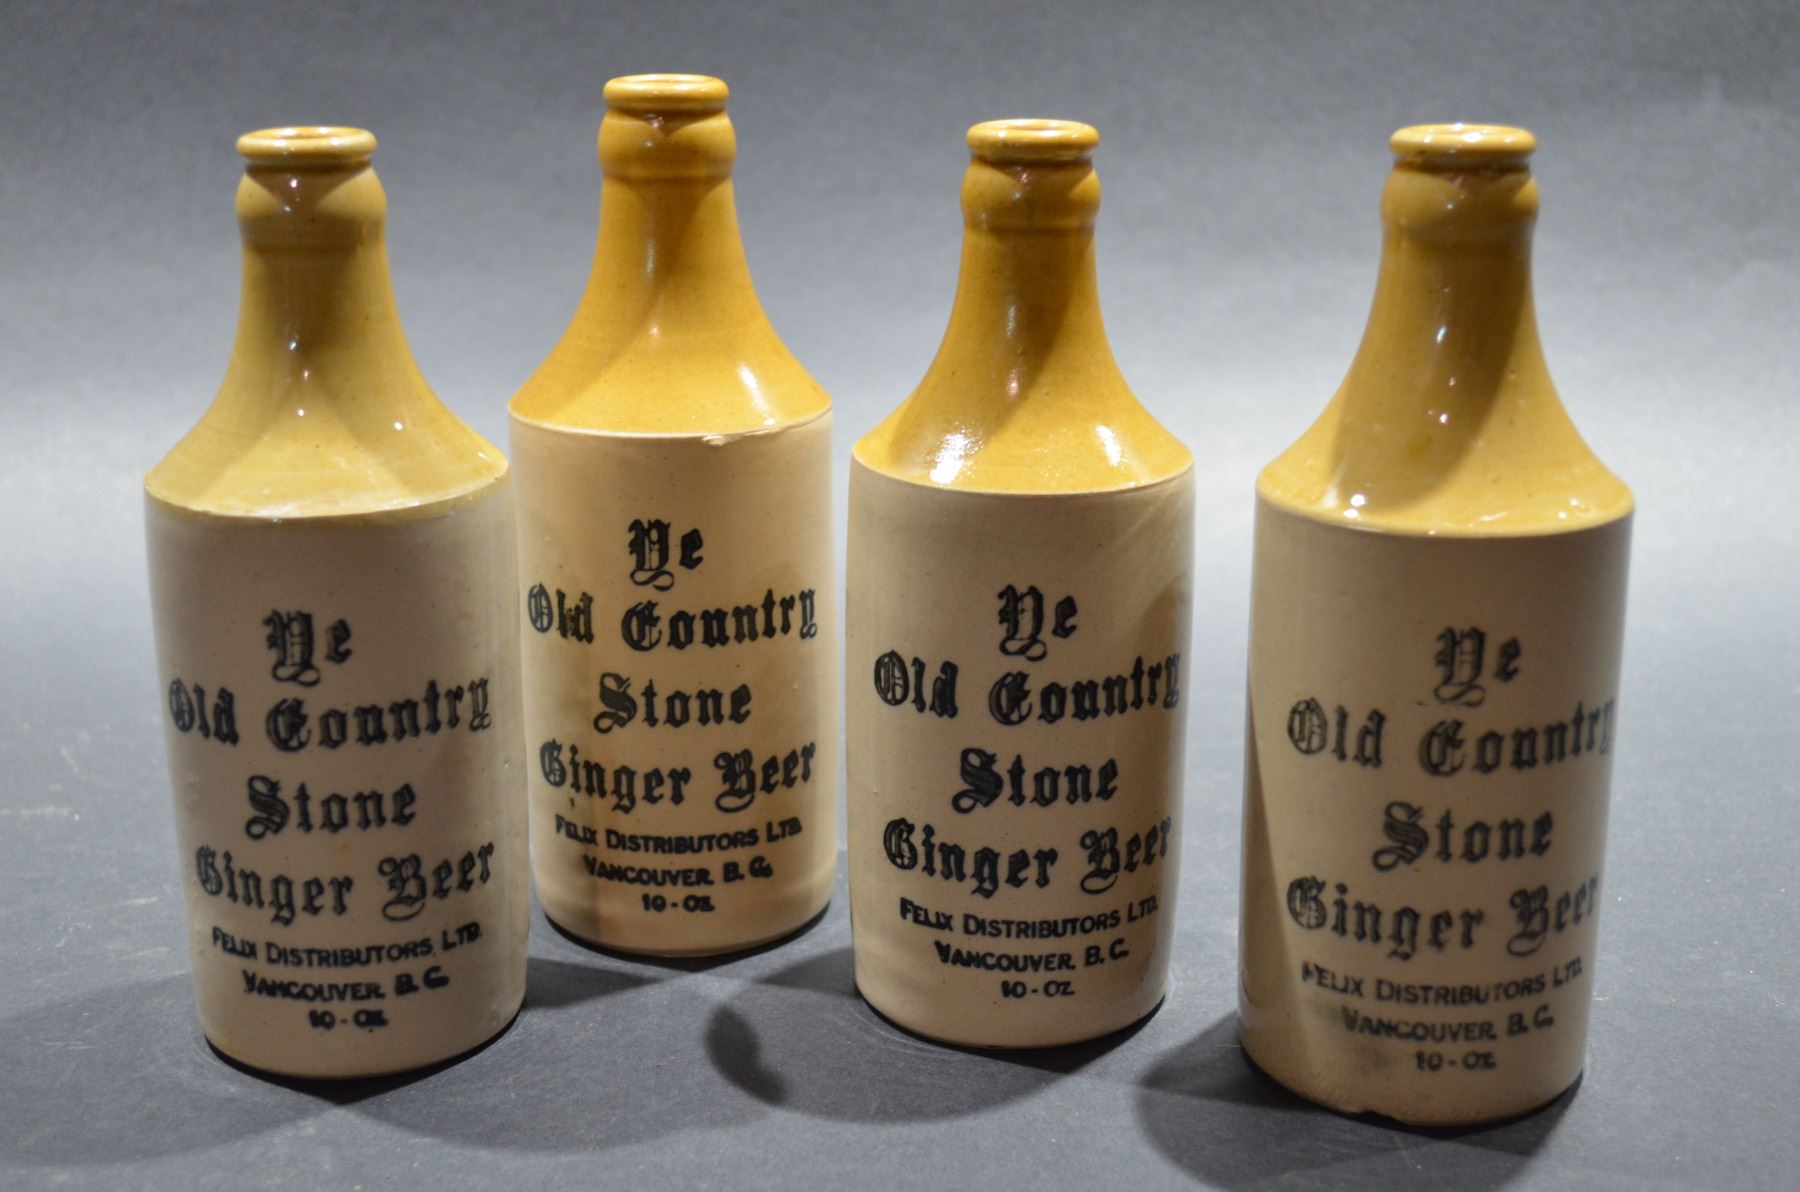 Ye
Old Country
Stone
Ginger Beer
FELIX DISTRIBUTORS, LTD.
VANCOUVER. B. C.
10 - OZ.
Ye
Old Country
Stone
Ginger Beer
FELIX DISTRIBUTORS LTD.
VANCOUVER. B. C.
10 - OZ.
Ye
Old Country
Stone
Ginger Beer
FELIX DISTRIBUTORS LTD.
VANCOUVER. B. C.
10 - OZ.
Ye
Old Country
Stone
Ginger Beer
FELIX DISTRIBUTORS LTD.
VANCOUVER. B. C.
10 - OZ.